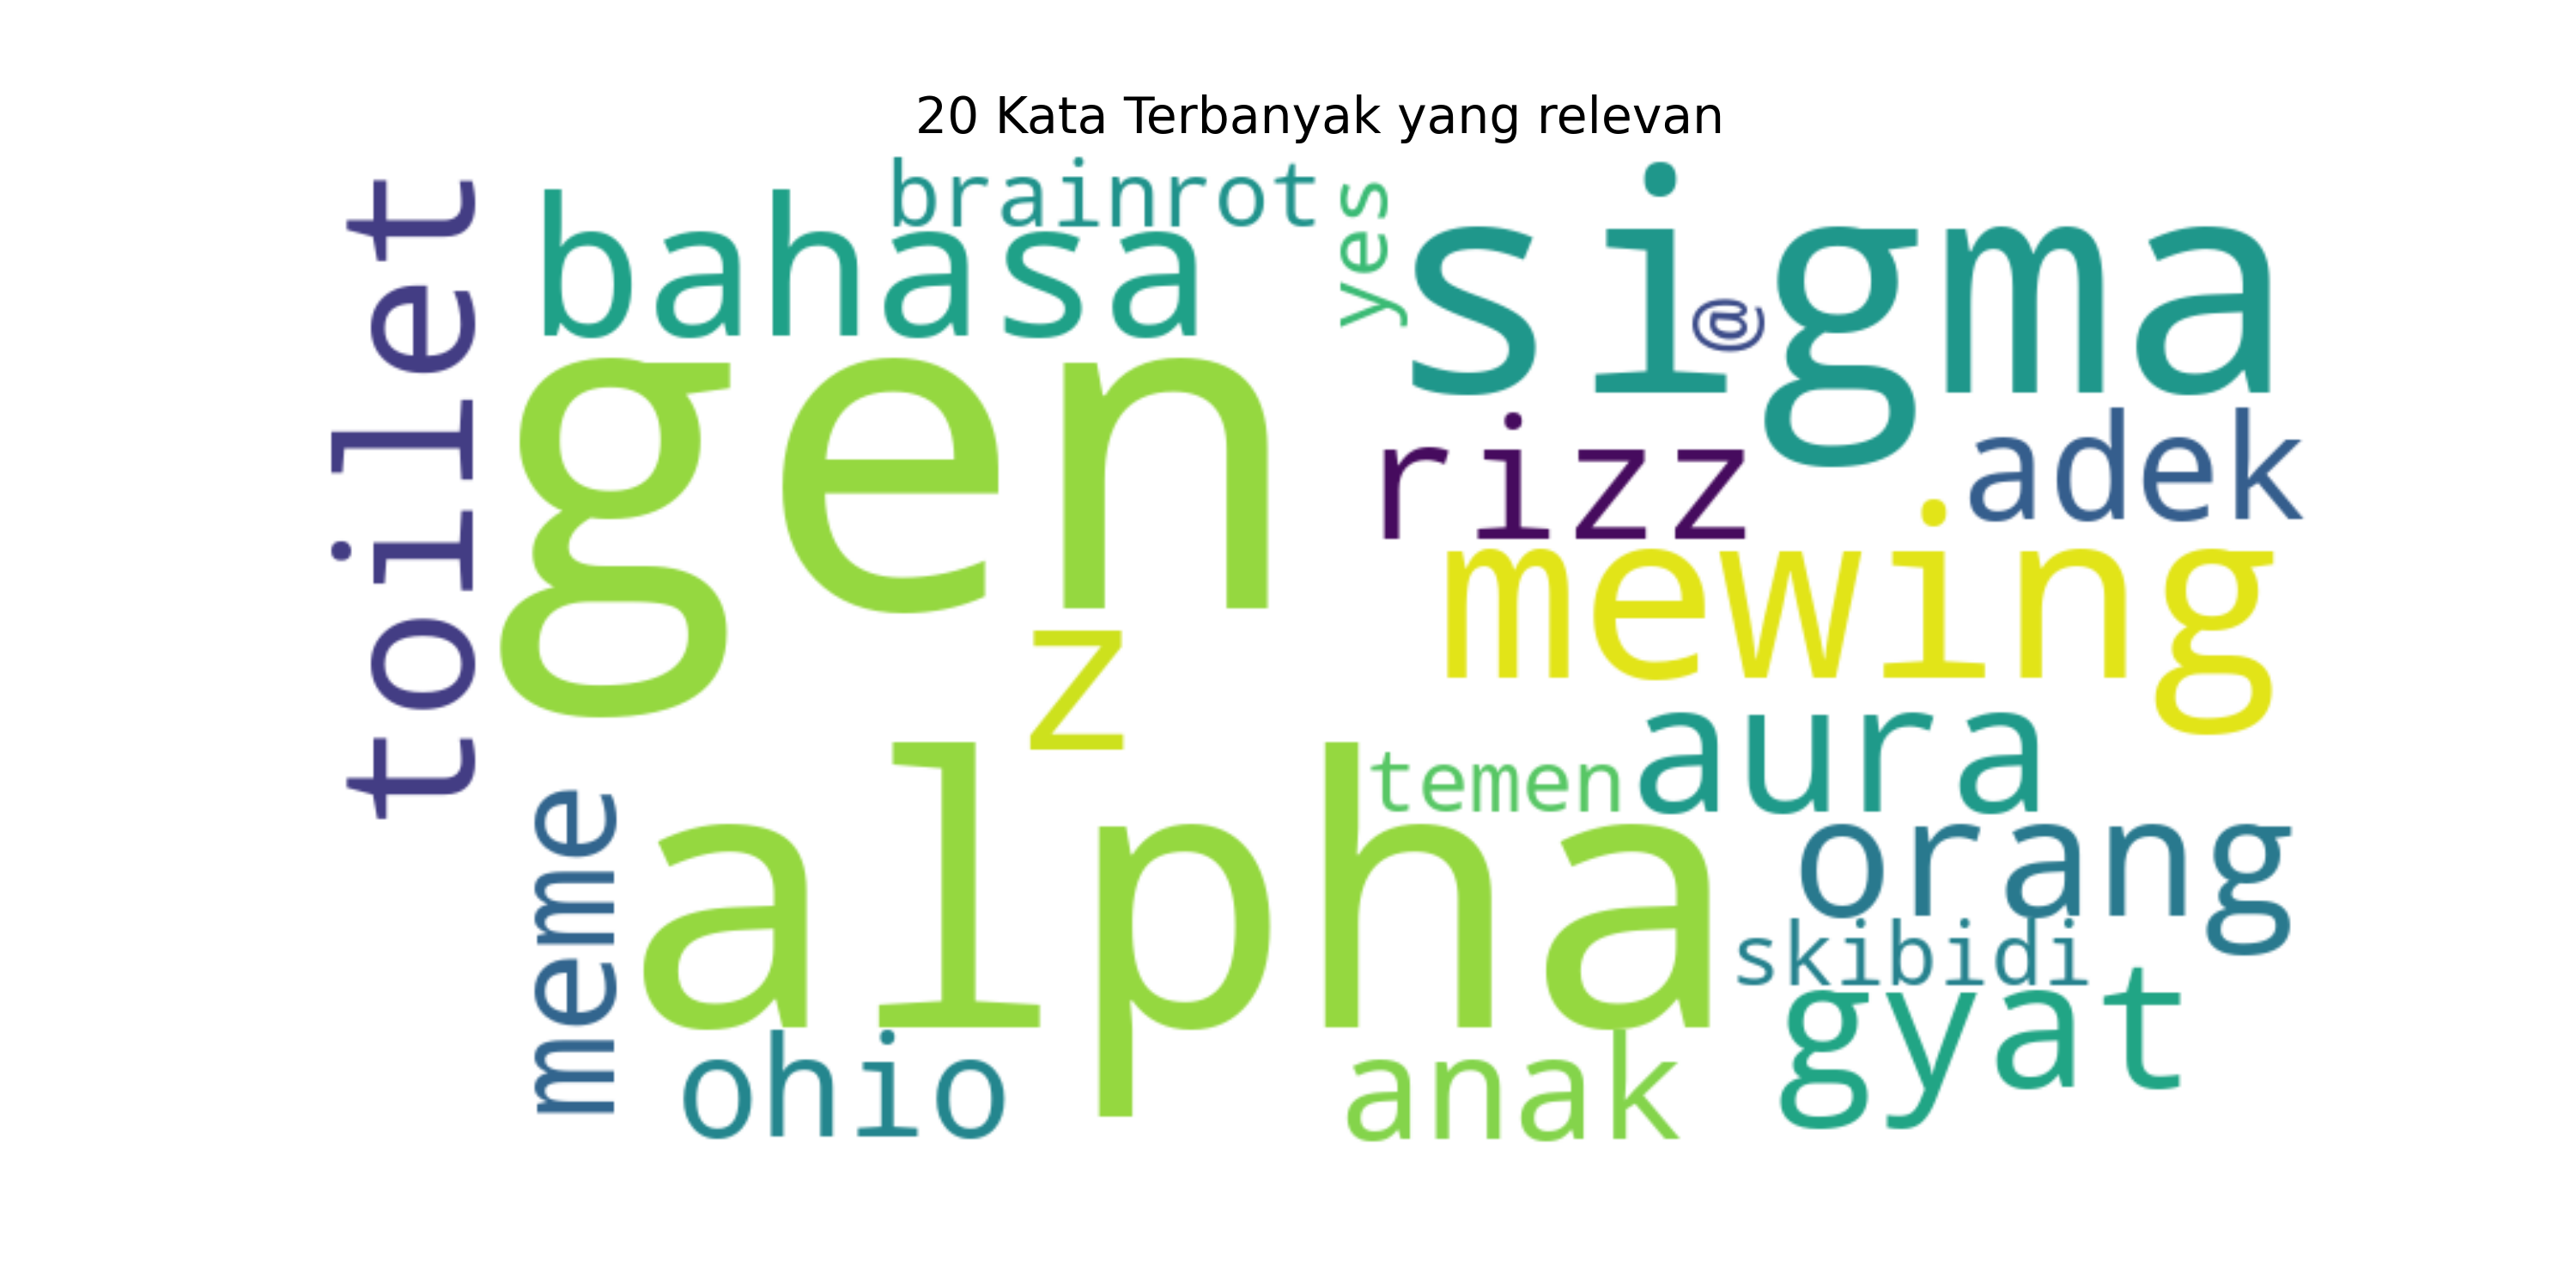 20 Kata Terbanyak yang relevan
toilet
bahasa
brainrot
yes
sigma
@
gen
rizz
adek
mewing
z
aura
temen
alpha
meme
orang
skibidi
gyat
ohio
anak